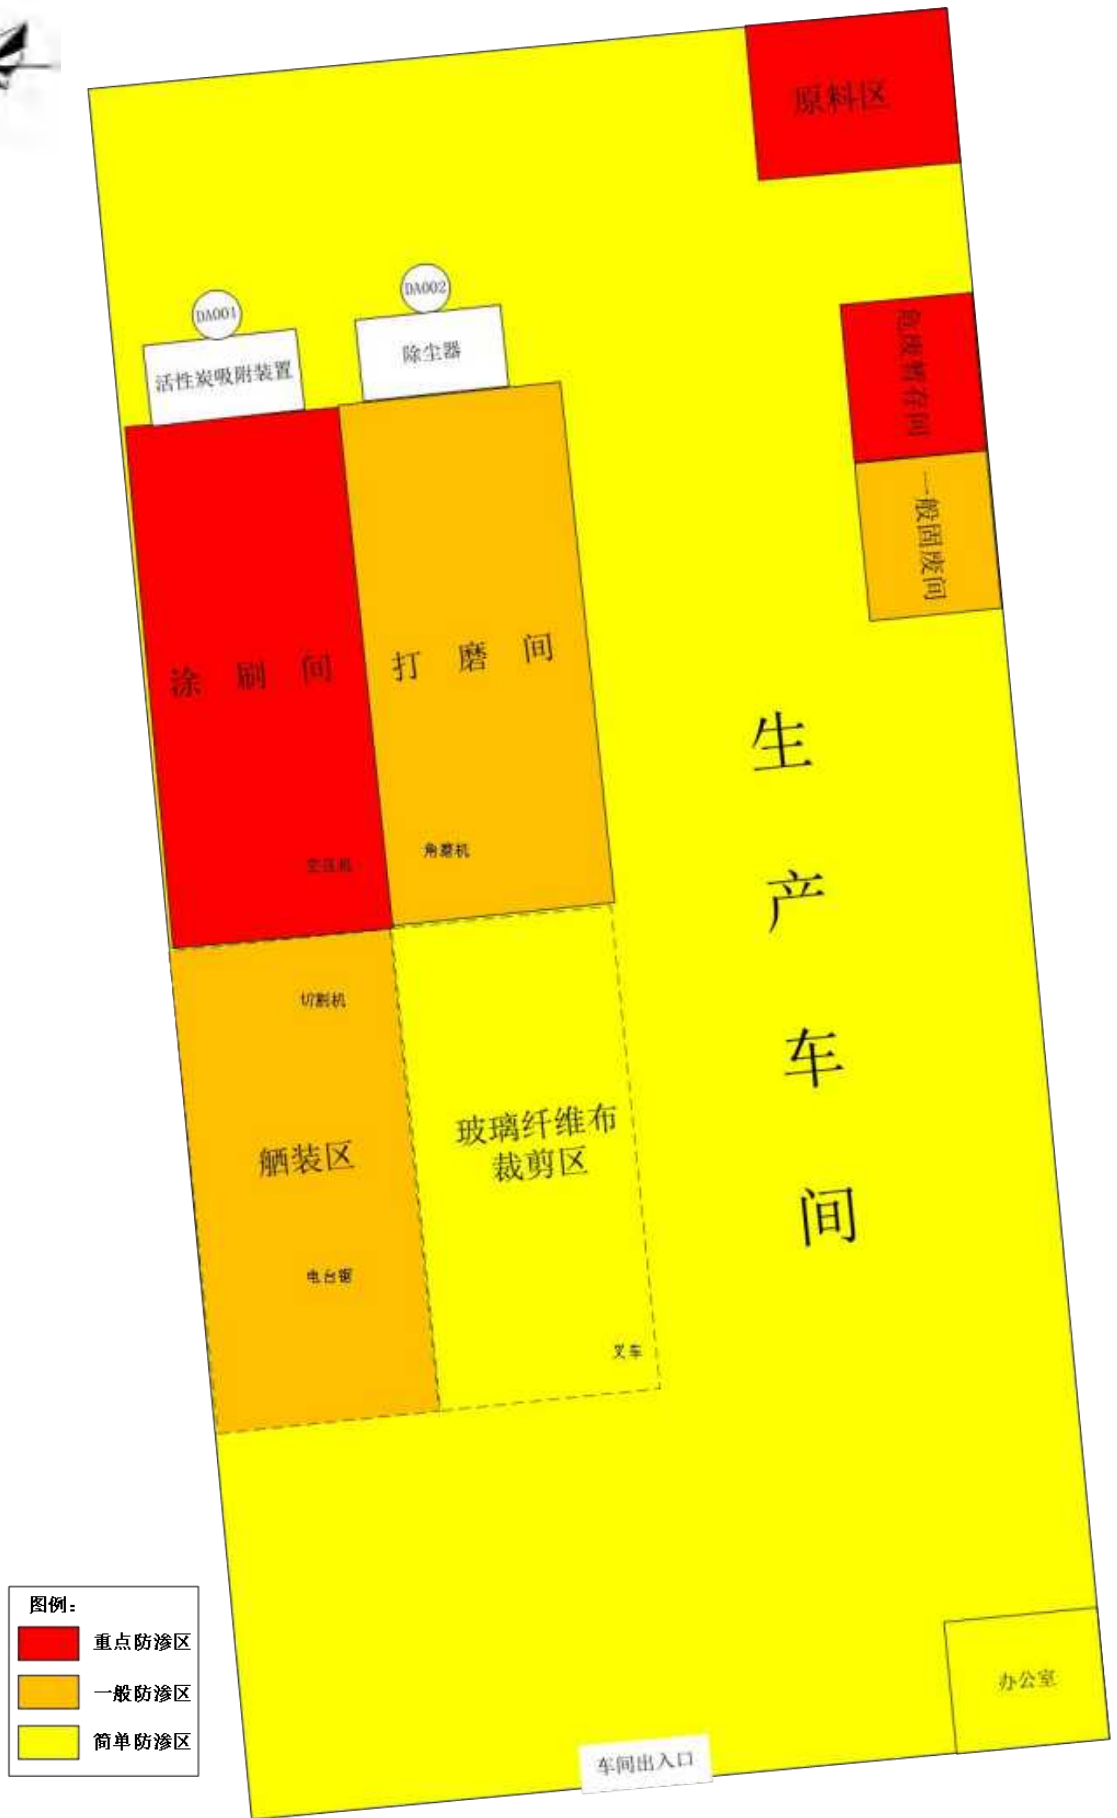 原料区
DA001
DA002
活性炭吸附装置
除尘器
危废暂存间
一般固废间
涂 刷 间
打 磨 间
生产车间
空压机
角磨机
切割机
舾装区
玻璃纤维布
裁剪区
电台锯
叉车
图例：
重点防渗区
一般防渗区
简单防渗区
办公室
车间出入口